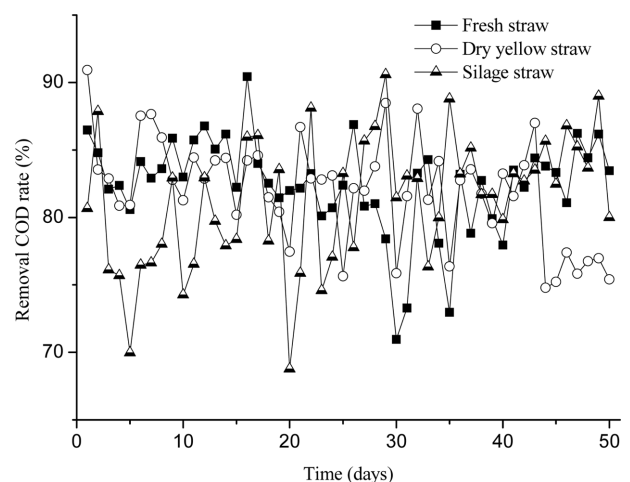 Fresh straw
Dry yellow straw
Silage straw
90
80
70
Removal COD rate (%)
0 10 20 30 40 50
Time (days)